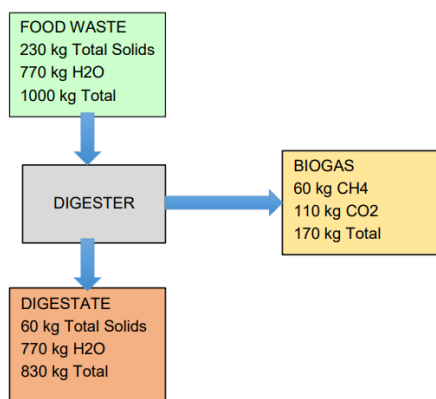 FOOD WASTE
230 kg Total Solids
770 kg H2O
1000 kg Total
DIGESTER
BIOGAS
60 kg CH4
110 kg CO2
170 kg Total
DIGESTATE
60 kg Total Solids
770 kg H2O
830 kg Total